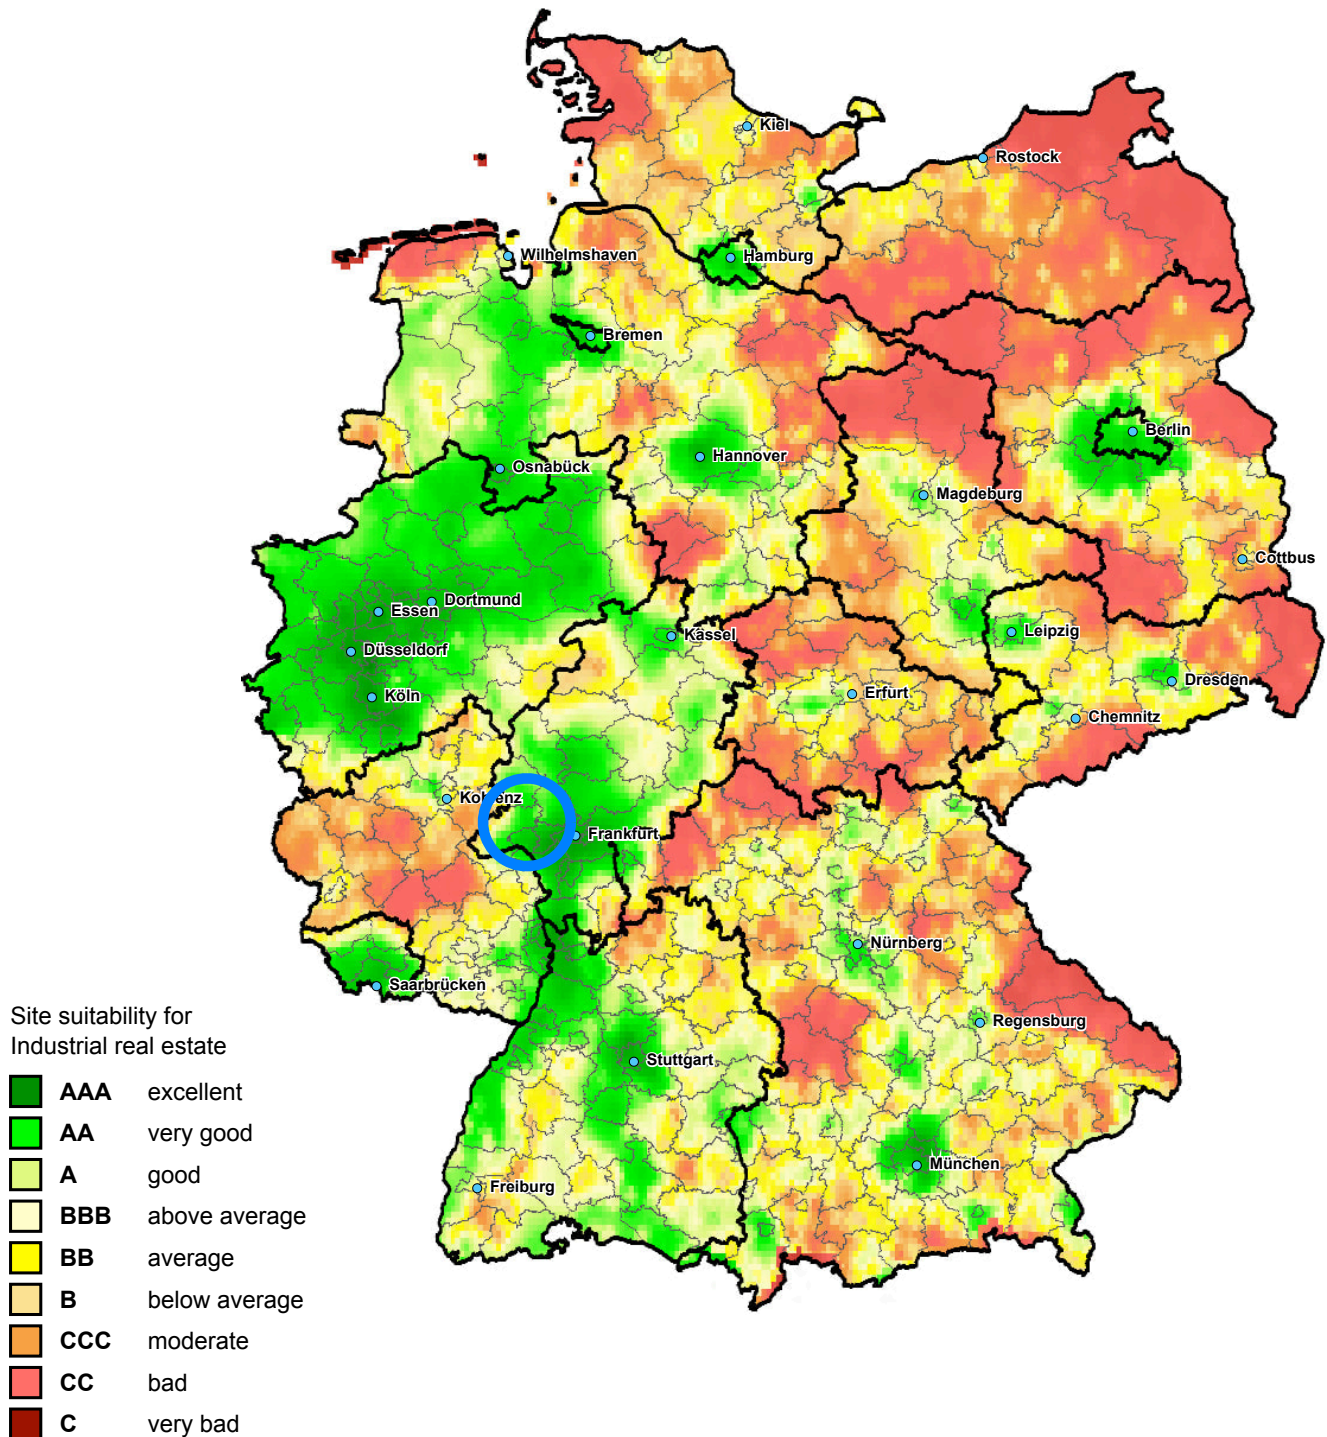 Kiel
Rostock
Wilhelmshaven
Hamburg
Bremen
Berlin
Hannover
Osnabück
Magdeburg
Cottbus
Dortmund
Essen
Leipzig
Kassel
Düsseldorf
Dresden
Köln
Erfurt
Chemnitz
Koblenz
Frankfurt
Nürnberg
Saarbrücken
Regensburg
Stuttgart
München
Freiburg
Site suitability for
Industrial real estate
AAA excellent
AA very good
A good
BBB above average
BB average
B below average
CCC moderate
CC bad
C very bad